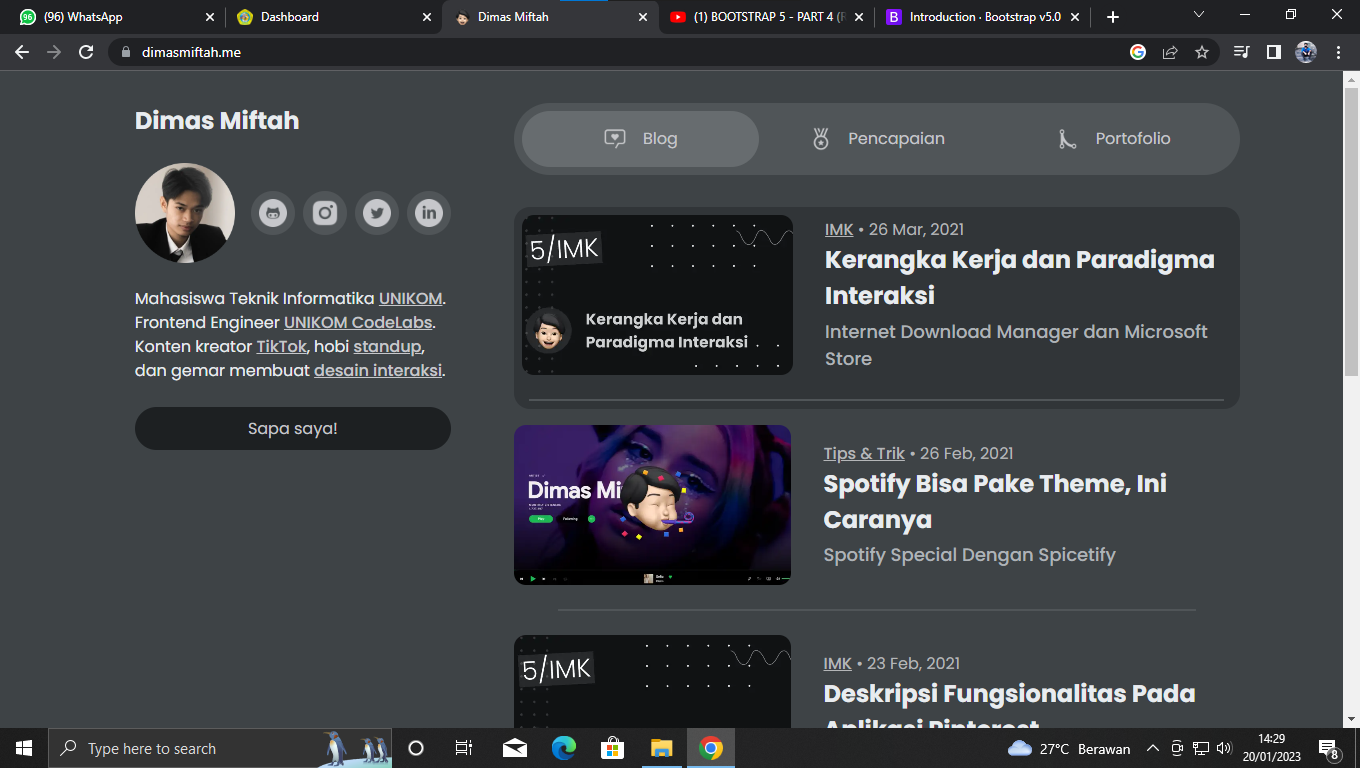 (96) WhatsApp
Dashboard
Dimas Miftah
(1) BOOTSTRAP 5 - PART 4 (
Introduction · Bootstrap v5.0
dimasmiftah.me
Dimas Miftah
Blog
Pencapaian
Portofolio
Mahasiswa Teknik Informatika UNIKOM.
Frontend Engineer UNIKOM CodeLabs.
Konten kreator TikTok, hobi standup,
dan gemar membuat desain interaksi.
Sapa saya!
5/IMK
Kerangka Kerja dan
Paradigma Interaksi
IMK • 26 Mar, 2021
Kerangka Kerja dan Paradigma
Interaksi
Internet Download Manager dan Microsoft
Store
Dimas Mi
Play
Following
Tips & Trik • 26 Feb, 2021
Spotify Bisa Pake Theme, Ini
Caranya
Spotify Special Dengan Spicetify
5/IMK
IMK • 23 Feb, 2021
Deskripsi Fungsionalitas Pada
Aplikasi Pinterest
Type here to search
27°C Berawan
14:29
20/01/2023
8